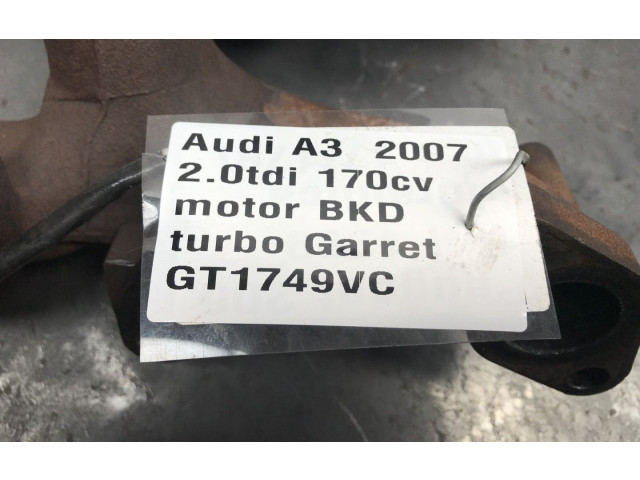 Audi A3 2007
2.0tdi 170cv
motor BKD
turbo Garret
GT1749VC